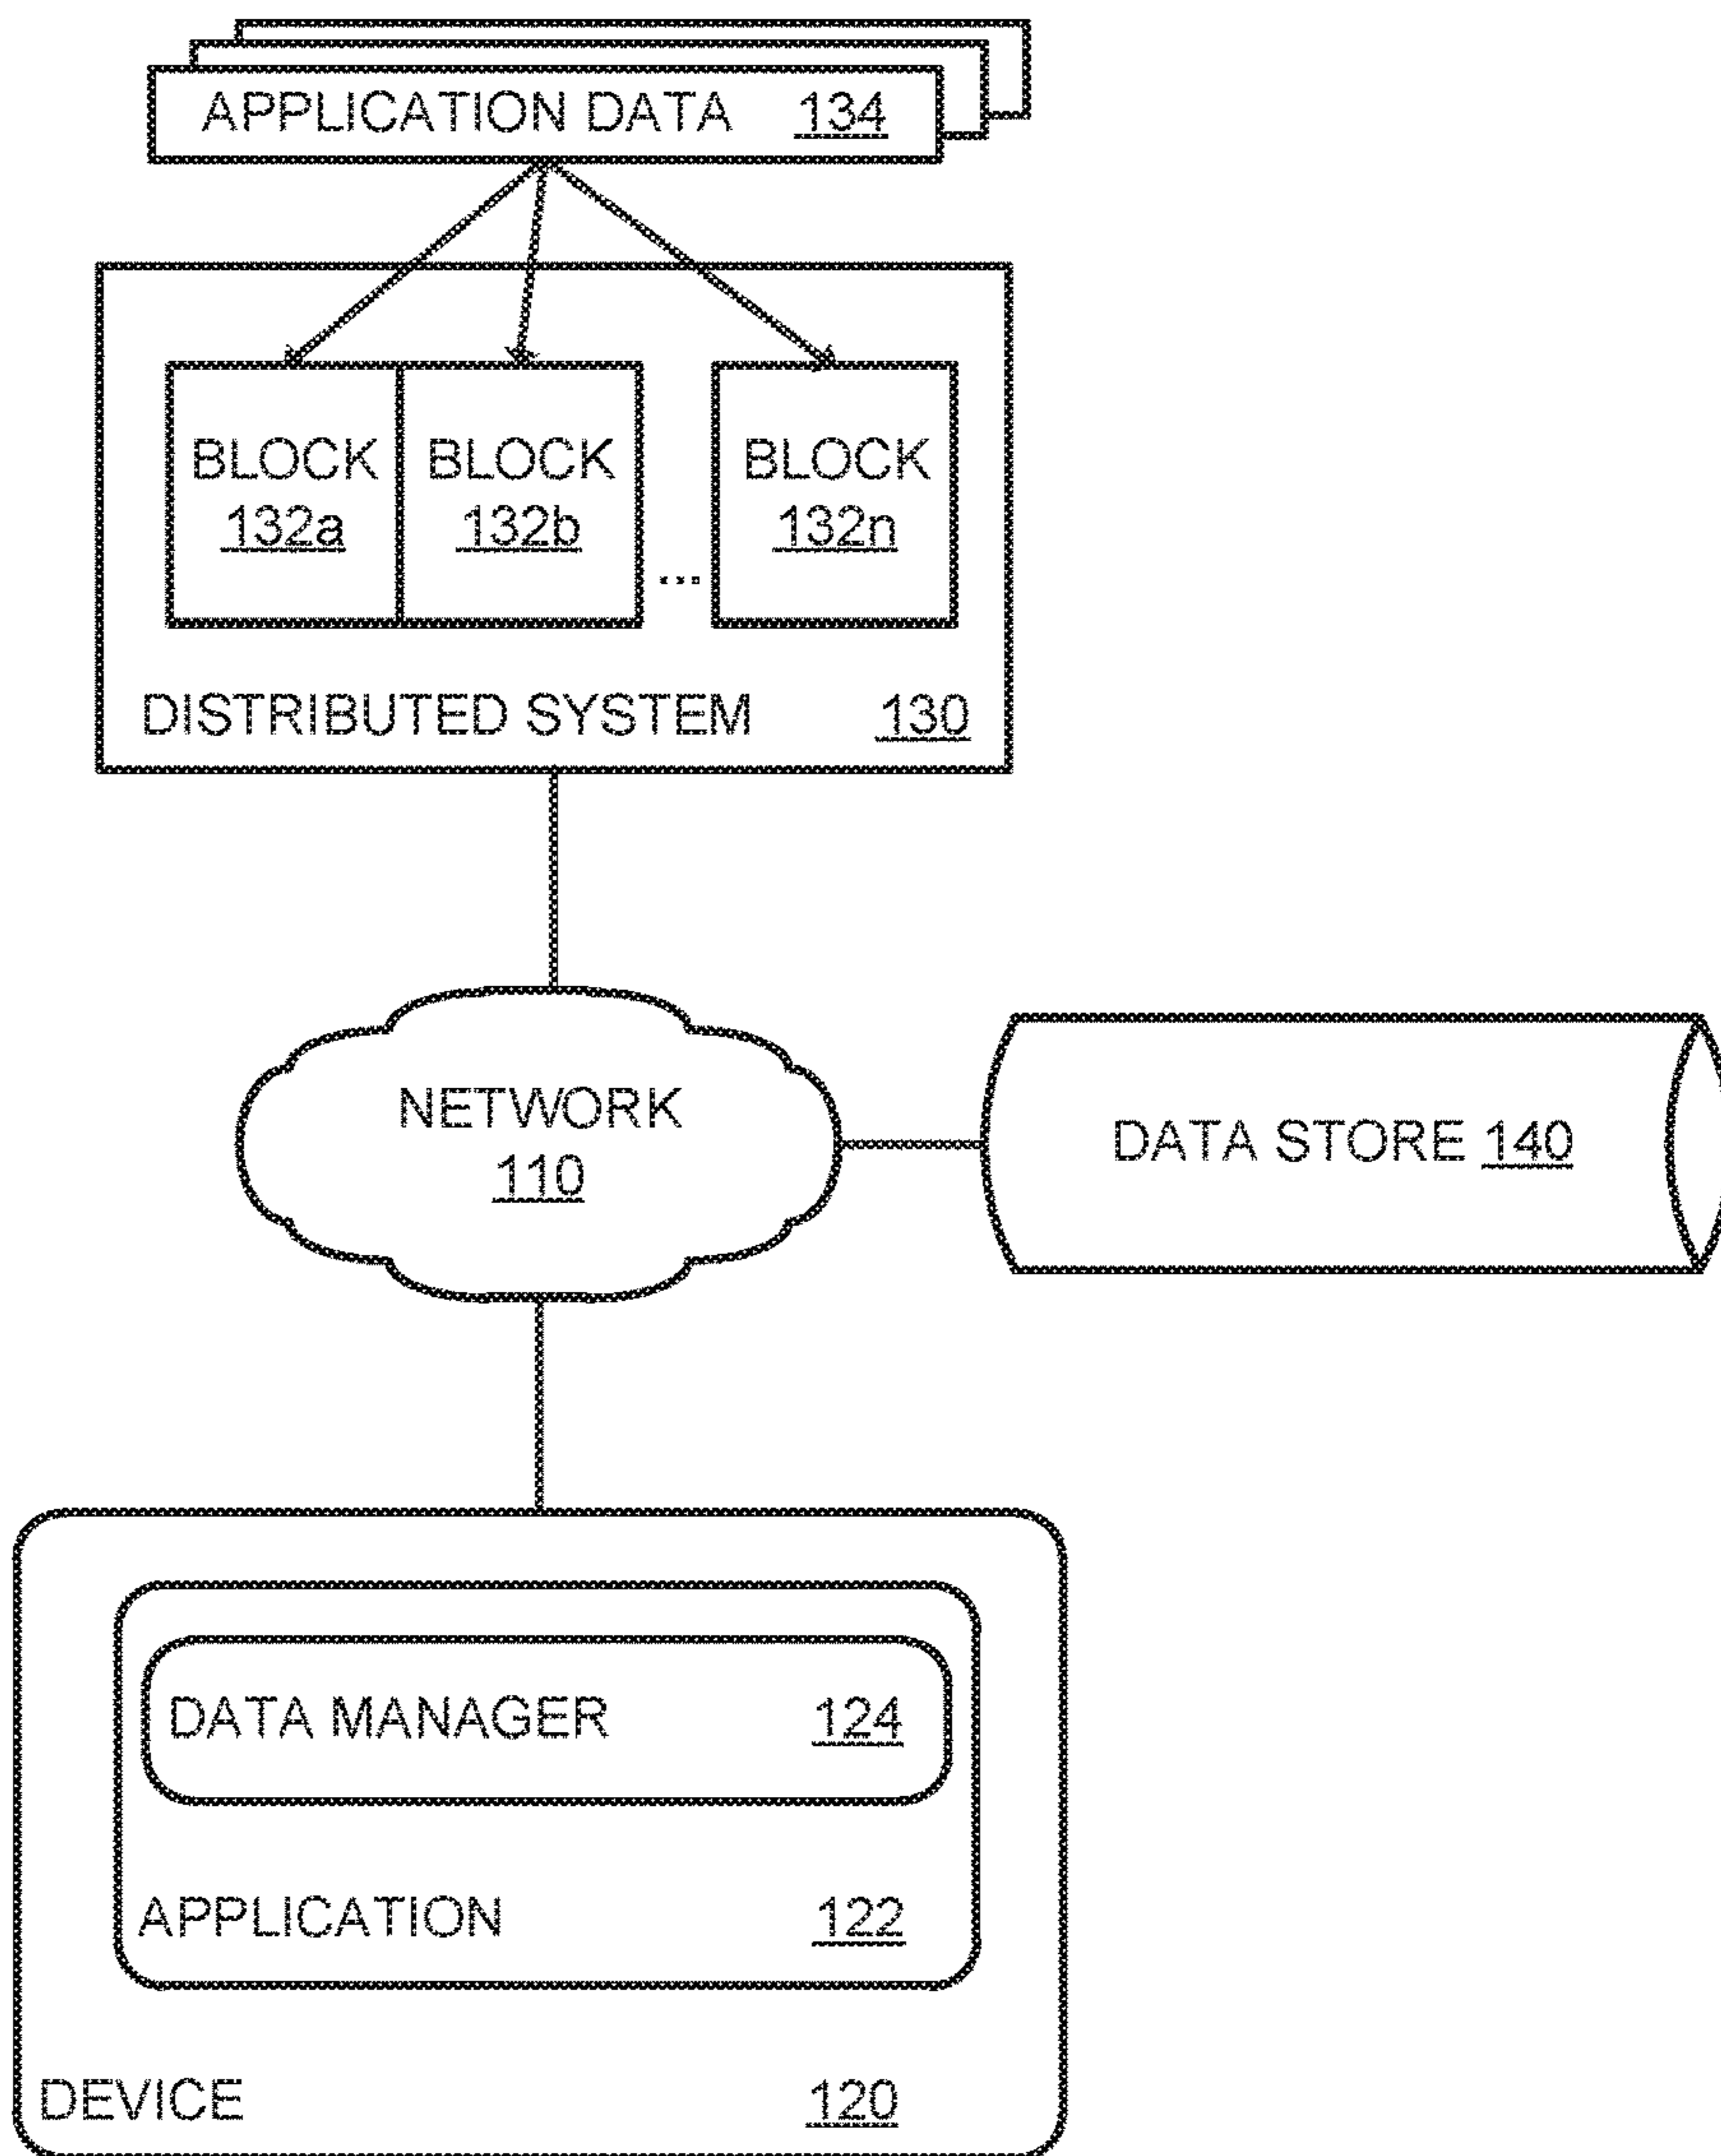 APPLICATION DATA 134
BLOCK 132a
BLOCK 132b
...
BLOCK 132n
DISTRIBUTED SYSTEM 130
NETWORK
110
DATA STORE 140
DATA MANAGER 124
APPLICATION 122
DEVICE 120